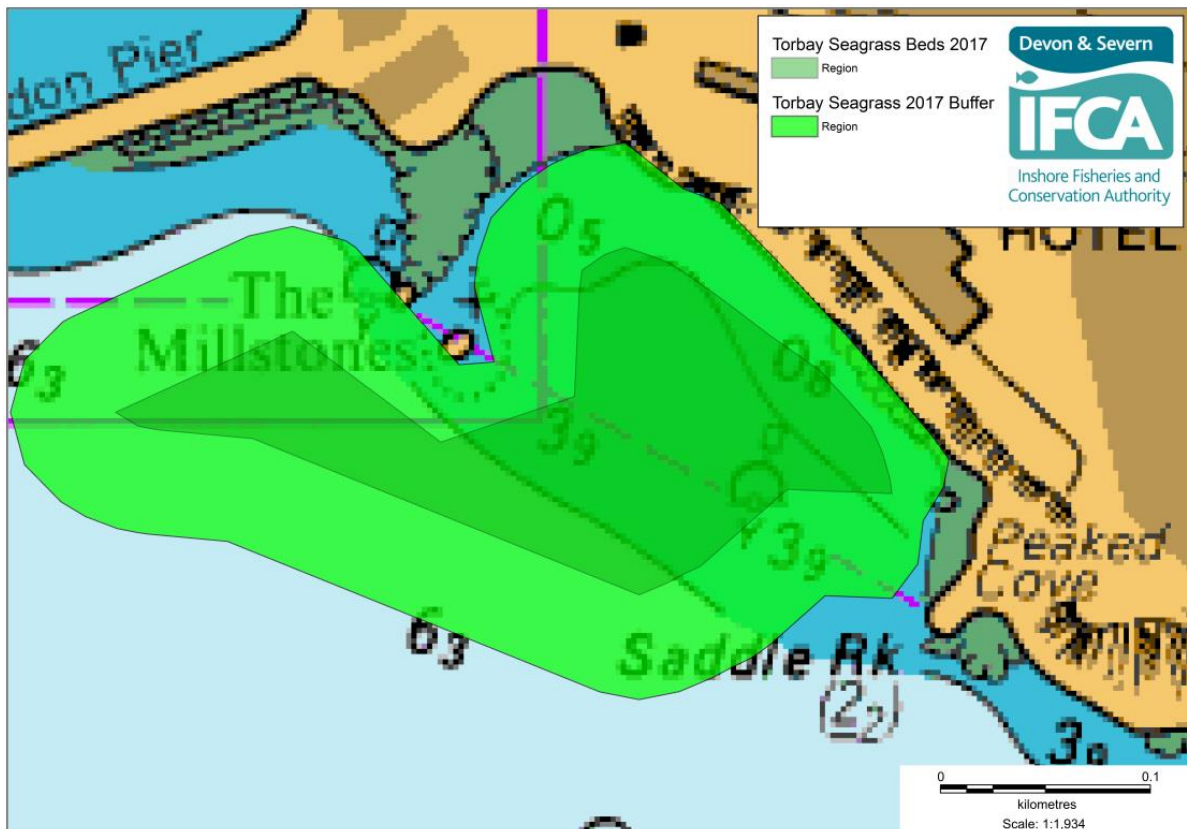 don Pier
Torbay Seagrass Beds 2017
Region
Torbay Seagrass 2017 Buffer
Region
Devon & Severn
IFCA
Inshore Fisheries and
Conservation Authority
HOTEL
0₅
The
Millstones
6₃
0₈
3₉
3₉
Peaked
Cove
6₃
Saddle Rk
(2₂)
3₉
0 0.1
kilometres
Scale: 1:1,934